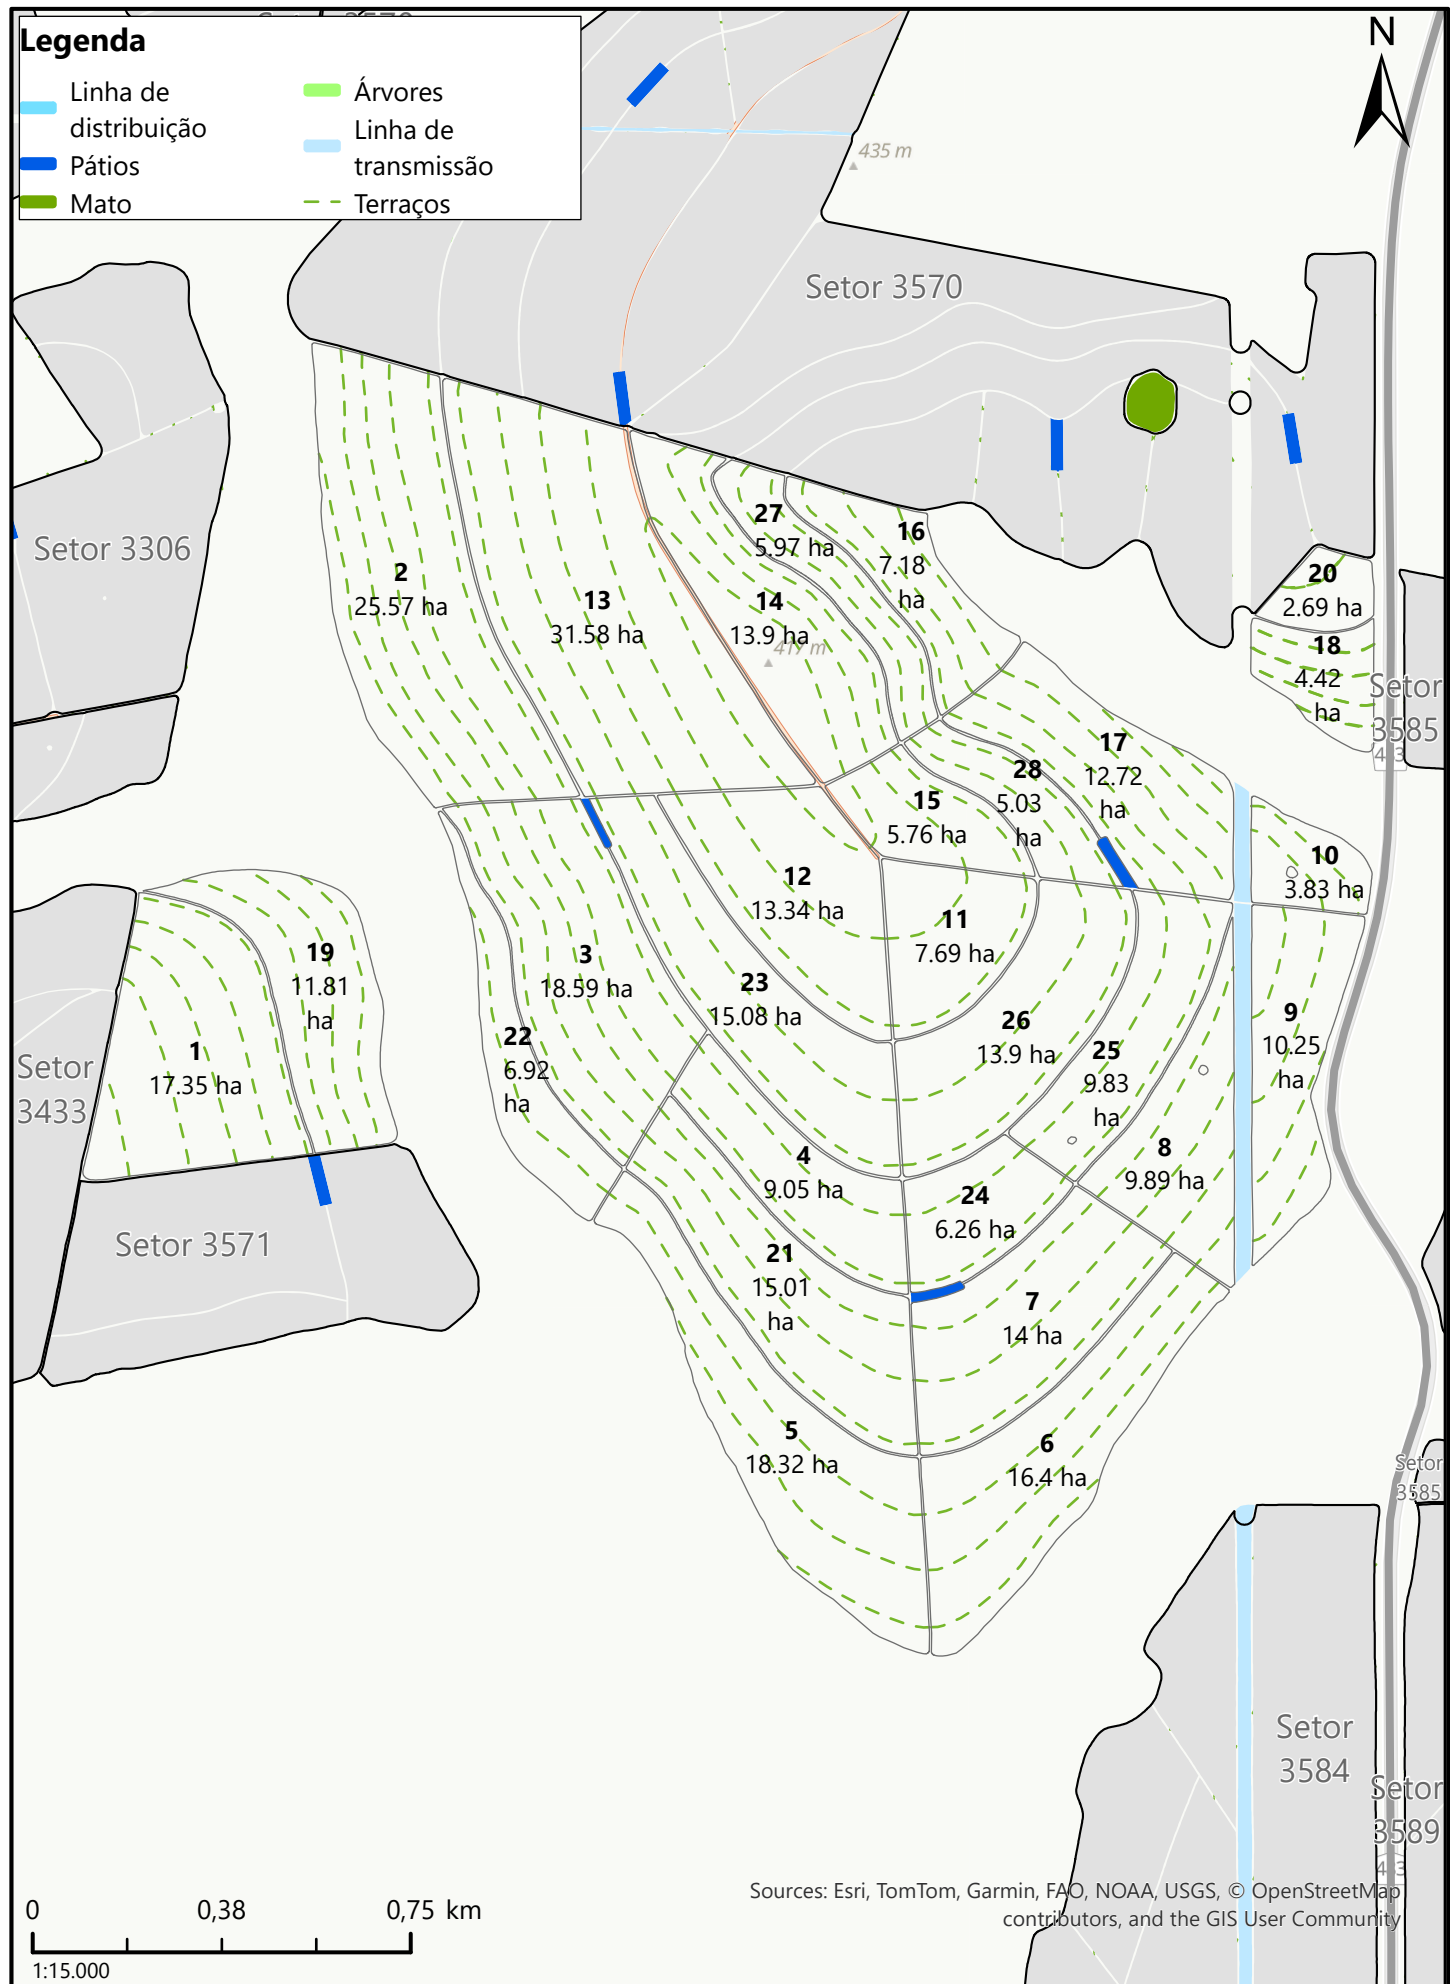 Legenda
Linha de
distribuição
Pátios
Mato
Árvores
Linha de
transmissão
Terraços
N
435 m
Setor 3570
Setor 3306
2
25.57 ha
13
31.58 ha
27
5.97 ha
16
7.18
ha
14
13.9 ha
417 m
20
2.69 ha
18
4.42
ha
Setor
3585
17
12.72
ha
28
5.03
ha
15
5.76 ha
10
3.83 ha
12
13.34 ha
11
7.69 ha
19
11.81
ha
3
18.59 ha
23
15.08 ha
26
13.9 ha
9
10.25
ha
1
17.35 ha
22
6.92
ha
25
9.83
ha
Setor
3433
4
9.05 ha
8
9.89 ha
24
6.26 ha
Setor 3571
21
15.01
ha
7
14 ha
5
18.32 ha
6
16.4 ha
Setor
3585
Setor
3584
Setor
3589
Sources: Esri, TomTom, Garmin, FAO, NOAA, USGS, © OpenStreetMap
contributors, and the GIS User Community
0 0,38 0,75 km
1:15.000